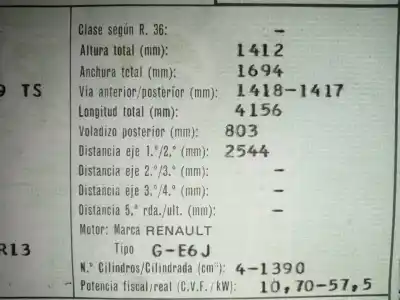 Clase según R. 36: -
Altura total (mm): 1412
Anchura total (mm): 1694
9 TS Vía anterior/posterior (mm): 1418-1417
Longitud total (mm): 4156
Voladizo posterior (mm): 803
Distancia eje 1.º/2.º (mm): 2544
Distancia eje 2.º/3.º (mm): -
Distancia eje 3.º/4.º (mm): -
Distancia 5.ª rda./ult. (mm): -
Motor: Marca RENAULT
R13 Tipo G-E6J
N.º Cilindros/Cilindrada (cm³) 4-1390
Potencia fiscal/real (C.V.F./kW): 10,70-57,5